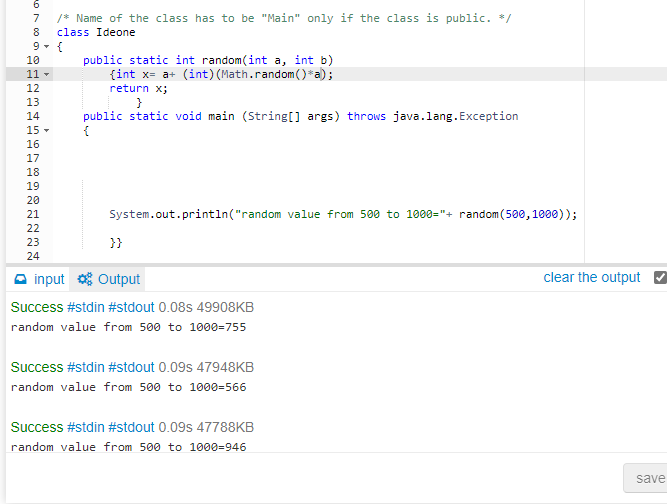 6
7 /* Name of the class has to be "Main" only if the class is public. */
8 class Ideone
9 {
10 public static int random(int a, int b)
11 {int x= a+ (int)(Math.random()*a);
12 return x;
13 }
14 public static void main (String[] args) throws java.lang.Exception
15 {
16
17
18
19
20
21 System.out.println("random value from 500 to 1000="+ random(500,1000));
22
23 }}
24
input Output clear the output
Success #stdin #stdout 0.08s 49908KB
random value from 500 to 1000=755
Success #stdin #stdout 0.09s 47948KB
random value from 500 to 1000=566
Success #stdin #stdout 0.09s 47788KB
random value from 500 to 1000=946
save